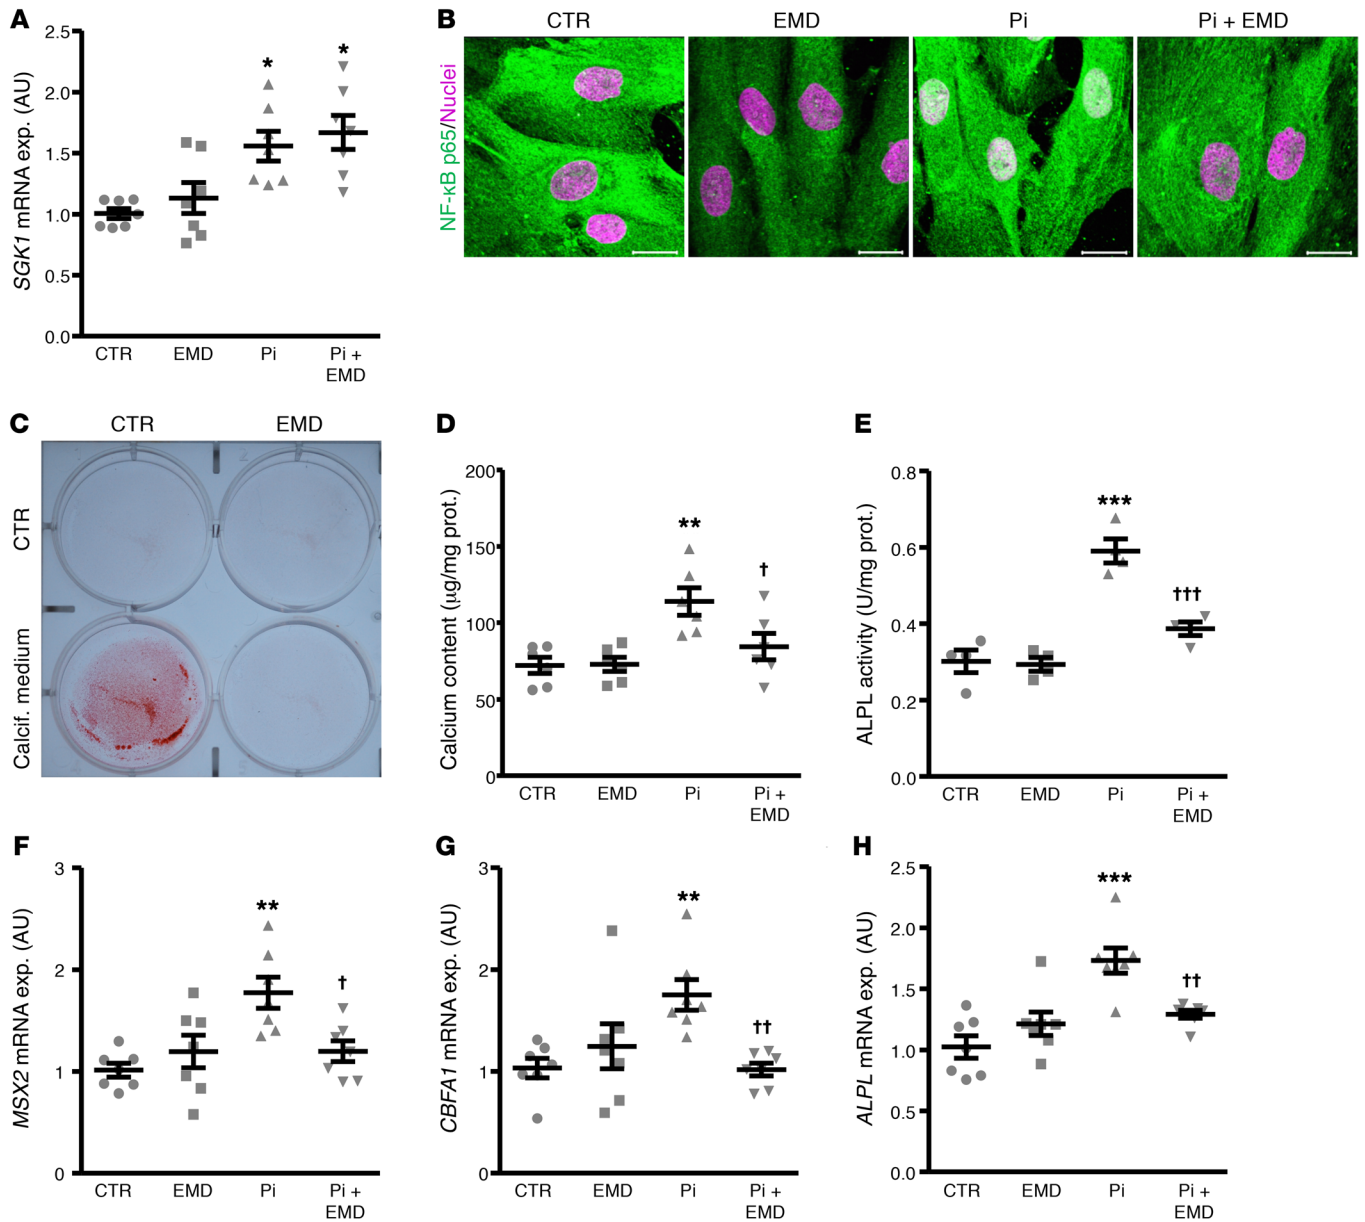 A
SGK1 mRNA exp. (AU)
2.5
2.0
1.5
1.0
0.5
0.0
*
*
CTR
EMD
Pi
Pi +
EMD
B
CTR
EMD
Pi
Pi + EMD
NF-κB p65/Nuclei
C
CTR
EMD
CTR
Calcif. medium
D
Calcium content (µg/mg prot.)
200
150
100
50
0
**
†
CTR
EMD
Pi
Pi +
EMD
E
ALPL activity (U/mg prot.)
0.8
0.6
0.4
0.2
0.0
***
†††
CTR
EMD
Pi
Pi +
EMD
F
MSX2 mRNA exp. (AU)
3
2
1
0
**
†
CTR
EMD
Pi
Pi +
EMD
G
CBFA1 mRNA exp. (AU)
3
2
1
0
**
††
CTR
EMD
Pi
Pi +
EMD
H
ALPL mRNA exp. (AU)
2.5
2.0
1.5
1.0
0.5
0.0
***
††
CTR
EMD
Pi
Pi +
EMD